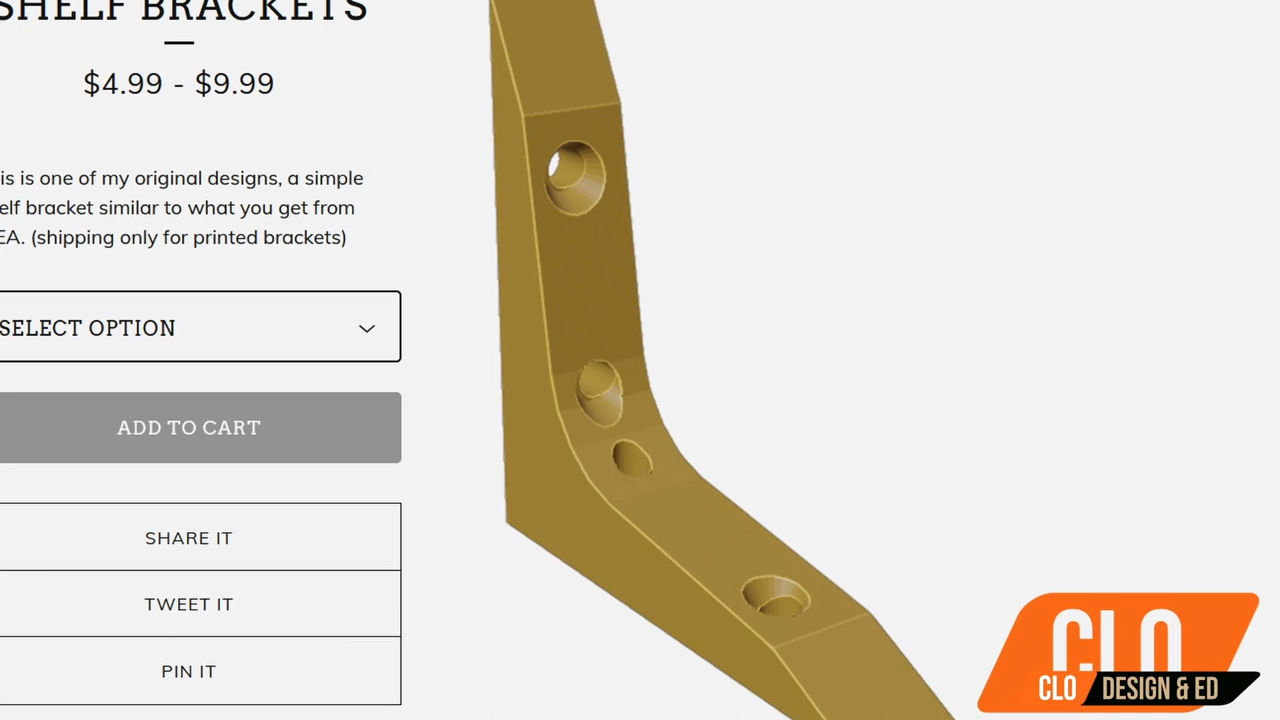 SHELF BRACKETS
$4.99 - $9.99
is is one of my original designs, a simple
elf bracket similar to what you get from
EA. (shipping only for printed brackets)
SELECT OPTION
ADD TO CART
SHARE IT
TWEET IT
PIN IT
CLO
CLO DESIGN & ED